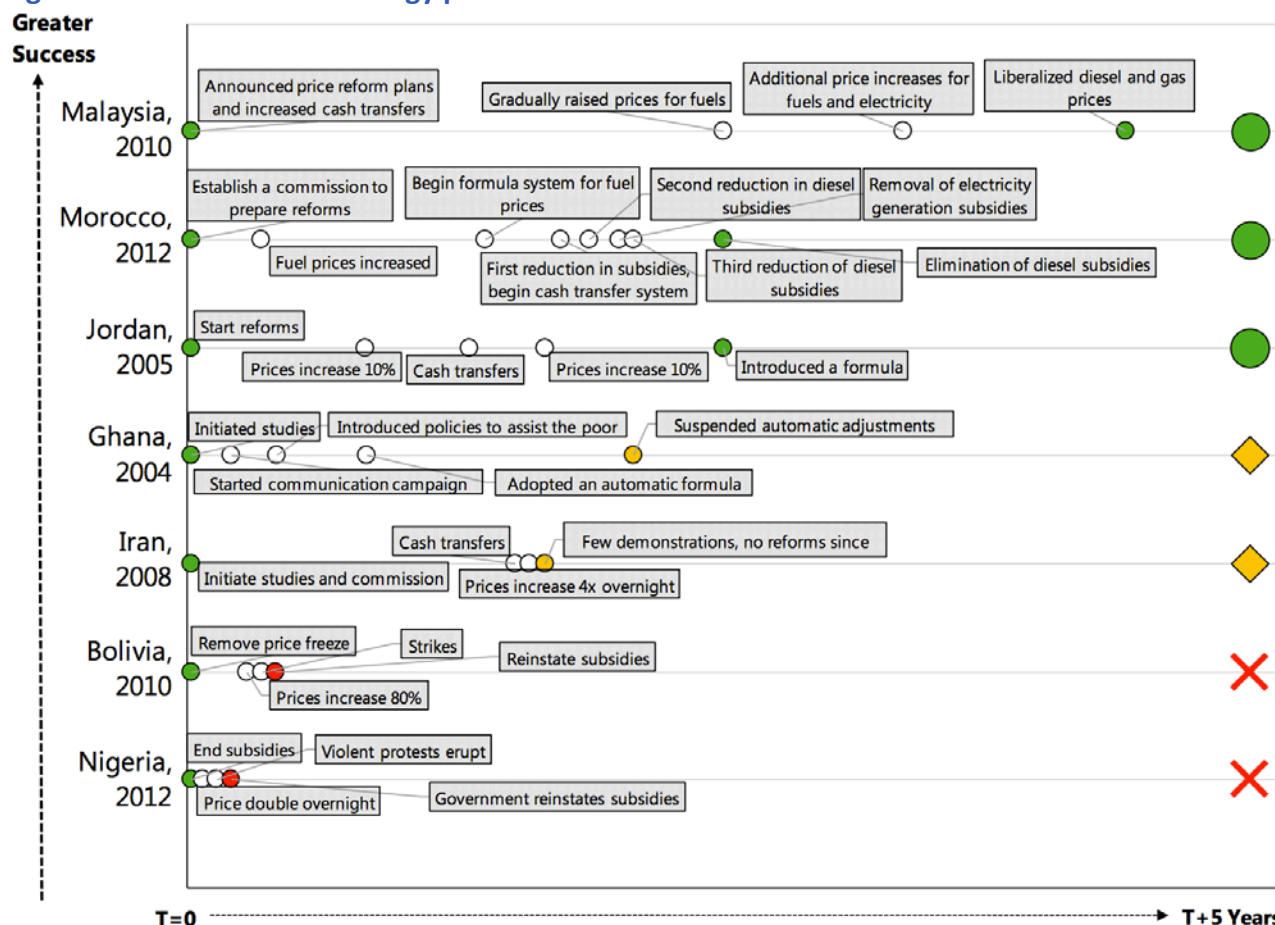 Greater
Success
Announced price reform plans
and increased cash transfers
Gradually raised prices for fuels
Additional price increases for
fuels and electricity
Liberalized diesel and gas
prices
Malaysia,
2010
Establish a commission to
prepare reforms
Begin formula system for fuel
prices
Second reduction in diesel
subsidies
Removal of electricity
generation subsidies
Morocco,
2012
Fuel prices increased
First reduction in subsidies,
begin cash transfer system
Third reduction of diesel
subsidies
Elimination of diesel subsidies
Start reforms
Jordan,
2005
Prices increase 10%
Cash transfers
Prices increase 10%
Introduced a formula
Initiated studies
Introduced policies to assist the poor
Suspended automatic adjustments
Ghana,
2004
Started communication campaign
Adopted an automatic formula
Cash transfers
Few demonstrations, no reforms since
Iran,
2008
Initiate studies and commission
Prices increase 4x overnight
Remove price freeze
Strikes
Reinstate subsidies
Bolivia,
2010
Prices increase 80%
End subsidies
Violent protests erupt
Nigeria,
2012
Price double overnight
Government reinstates subsidies
T=0
T+5 Years